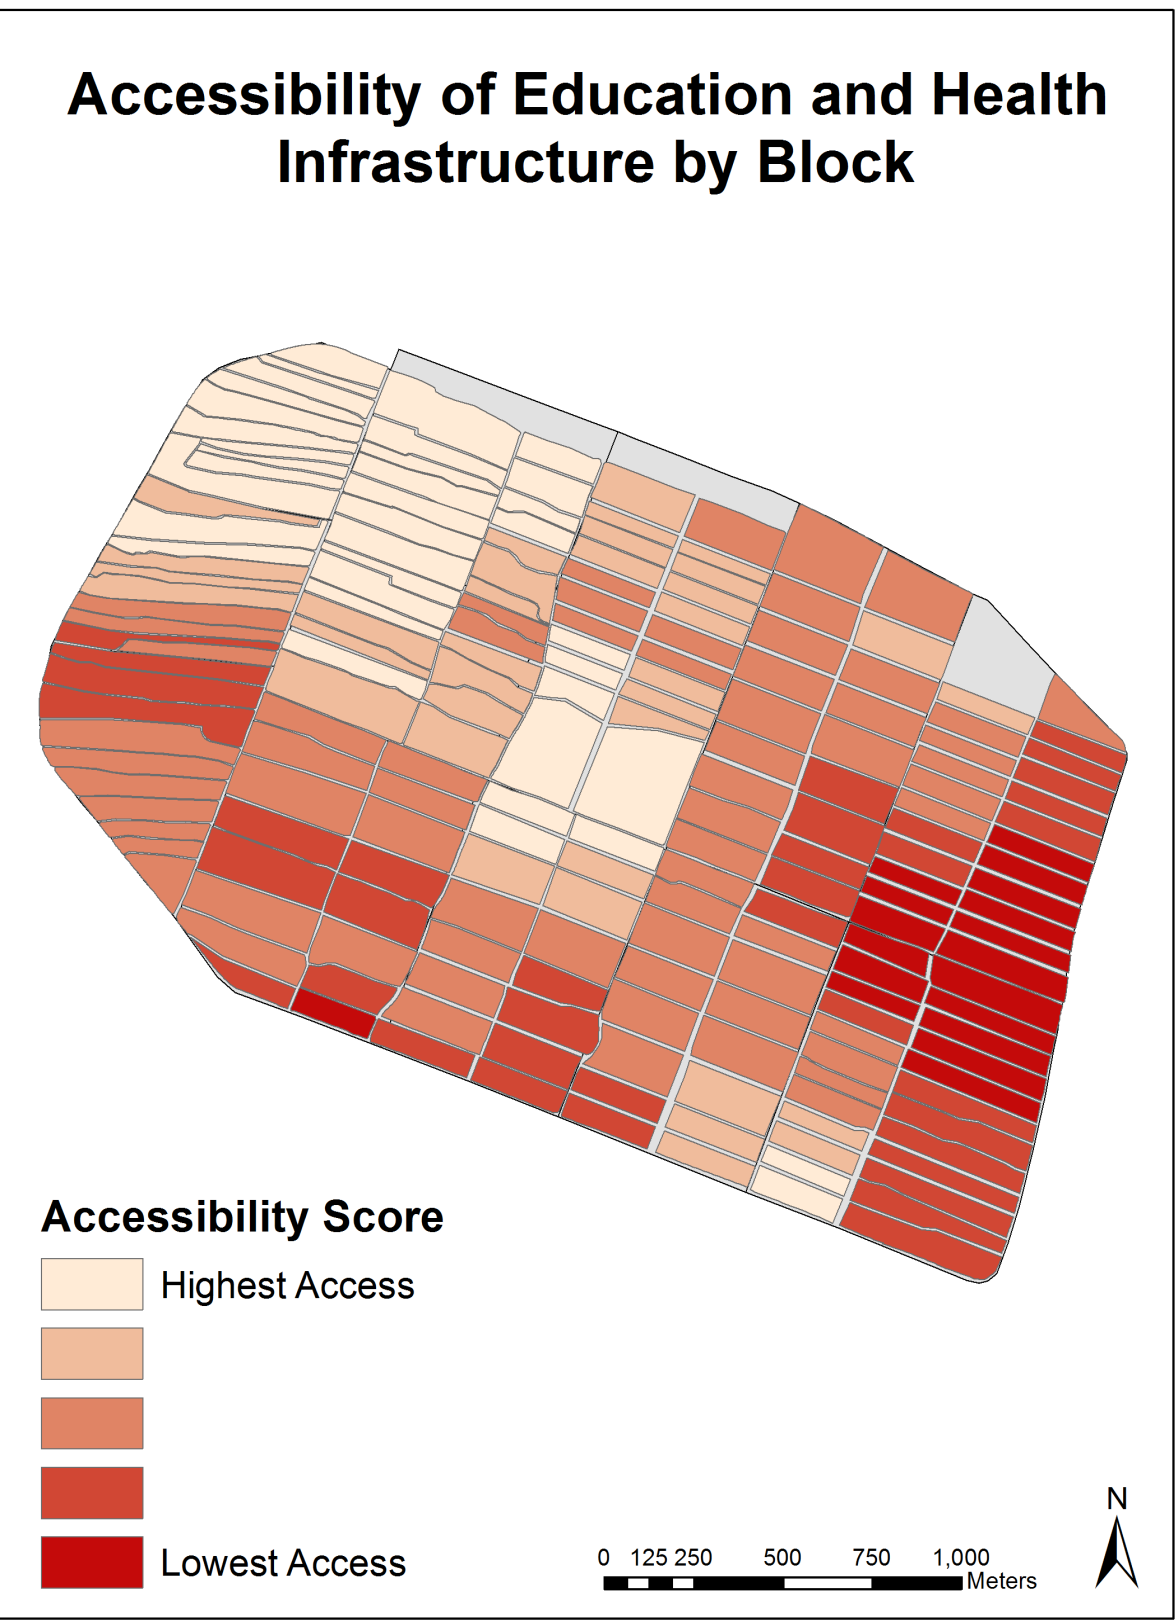 Accessibility of Education and Health
Infrastructure by Block
Accessibility Score
Highest Access
Lowest Access
N
0 125 250 500 750 1,000
Meters